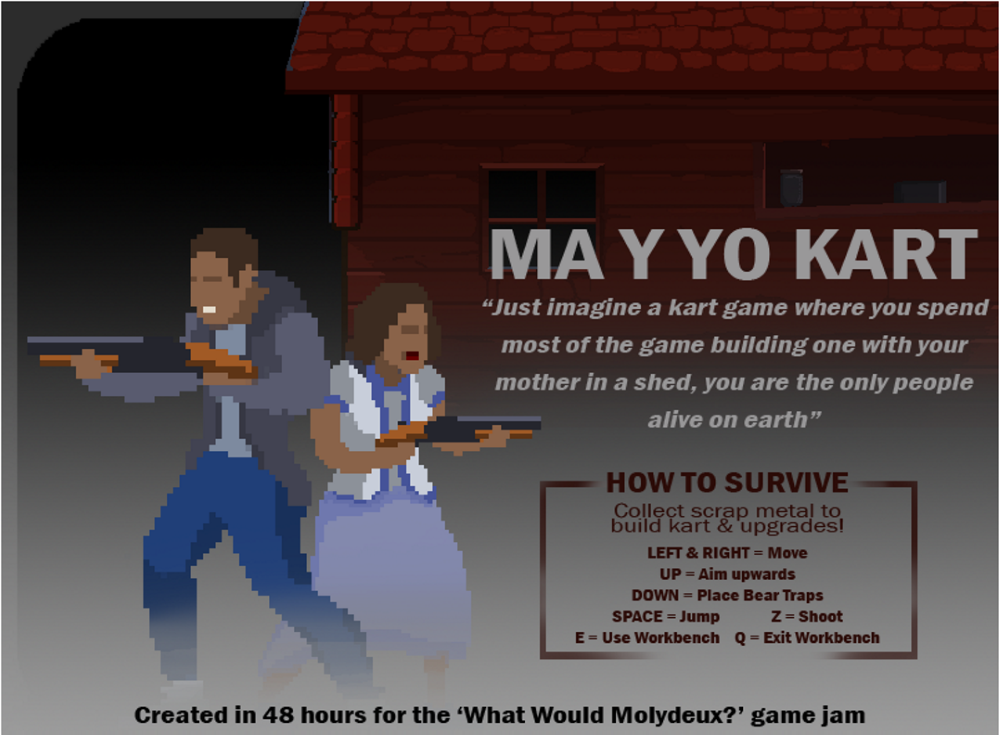 MA Y YO KART
“Just imagine a kart game where you spend
most of the game building one with your
mother in a shed, you are the only people
alive on earth”
HOW TO SURVIVE
Collect scrap metal to
build kart & upgrades!
LEFT & RIGHT = Move
UP = Aim upwards
DOWN = Place Bear Traps
SPACE = Jump Z = Shoot
E = Use Workbench Q = Exit Workbench
Created in 48 hours for the ‘What Would Molydeux?’ game jam